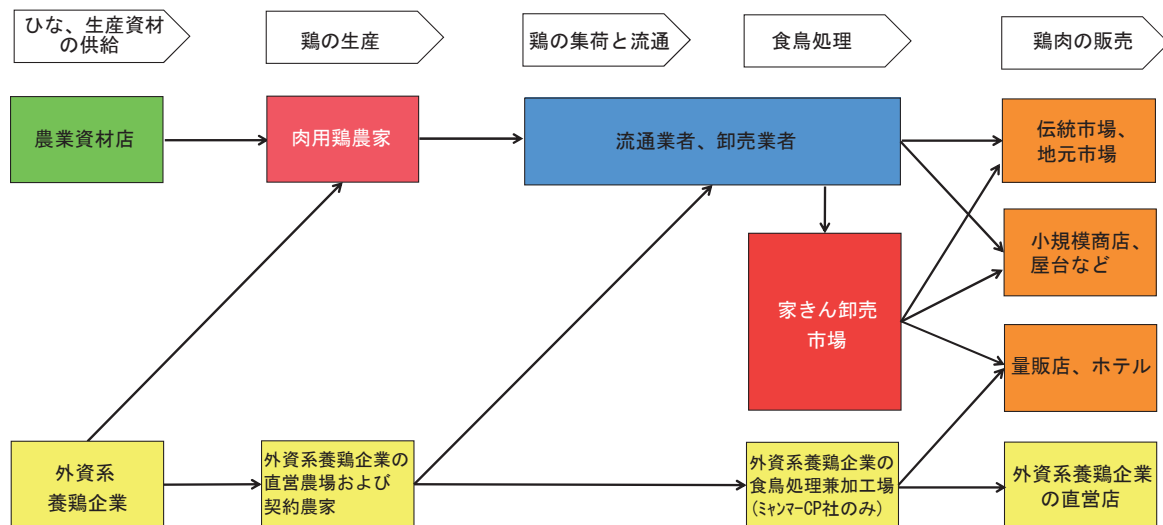 ひな、生産資材
の供給
鶏の生産
鶏の集荷と流通
食鳥処理
鶏肉の販売
農業資材店
肉用鶏農家
流通業者、卸売業者
伝統市場、
地元市場
小規模商店、
屋台など
家きん卸売
市場
量販店、ホテル
外資系
養鶏企業
外資系養鶏企業の
直営農場および
契約農家
外資系養鶏企業の
食鳥処理兼加工場
(ミャンマーCP社のみ)
外資系養鶏企業
の直営店